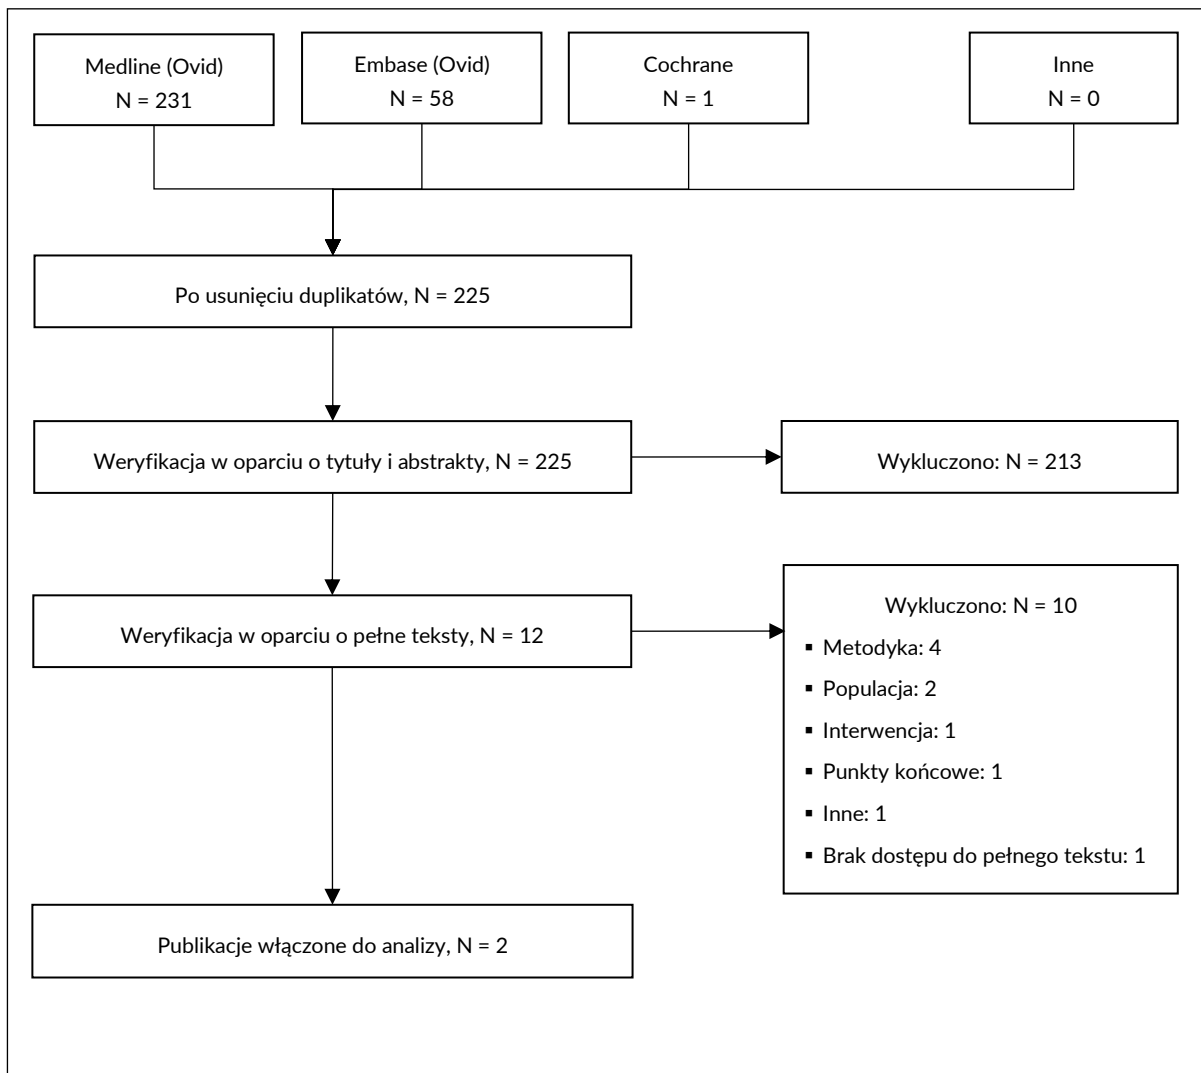 Medline (Ovid)
N = 231
Embase (Ovid)
N = 58
Cochrane
N = 1
Inne
N = 0
Po usunięciu duplikatów, N = 225
Weryfikacja w oparciu o tytuły i abstrakty, N = 225
Wykluczono: N = 213
Weryfikacja w oparciu o pełne teksty, N = 12
Wykluczono: N = 10
▪ Metodyka: 4
▪ Populacja: 2
▪ Interwencja: 1
▪ Punkty końcowe: 1
▪ Inne: 1
▪ Brak dostępu do pełnego tekstu: 1
Publikacje włączone do analizy, N = 2